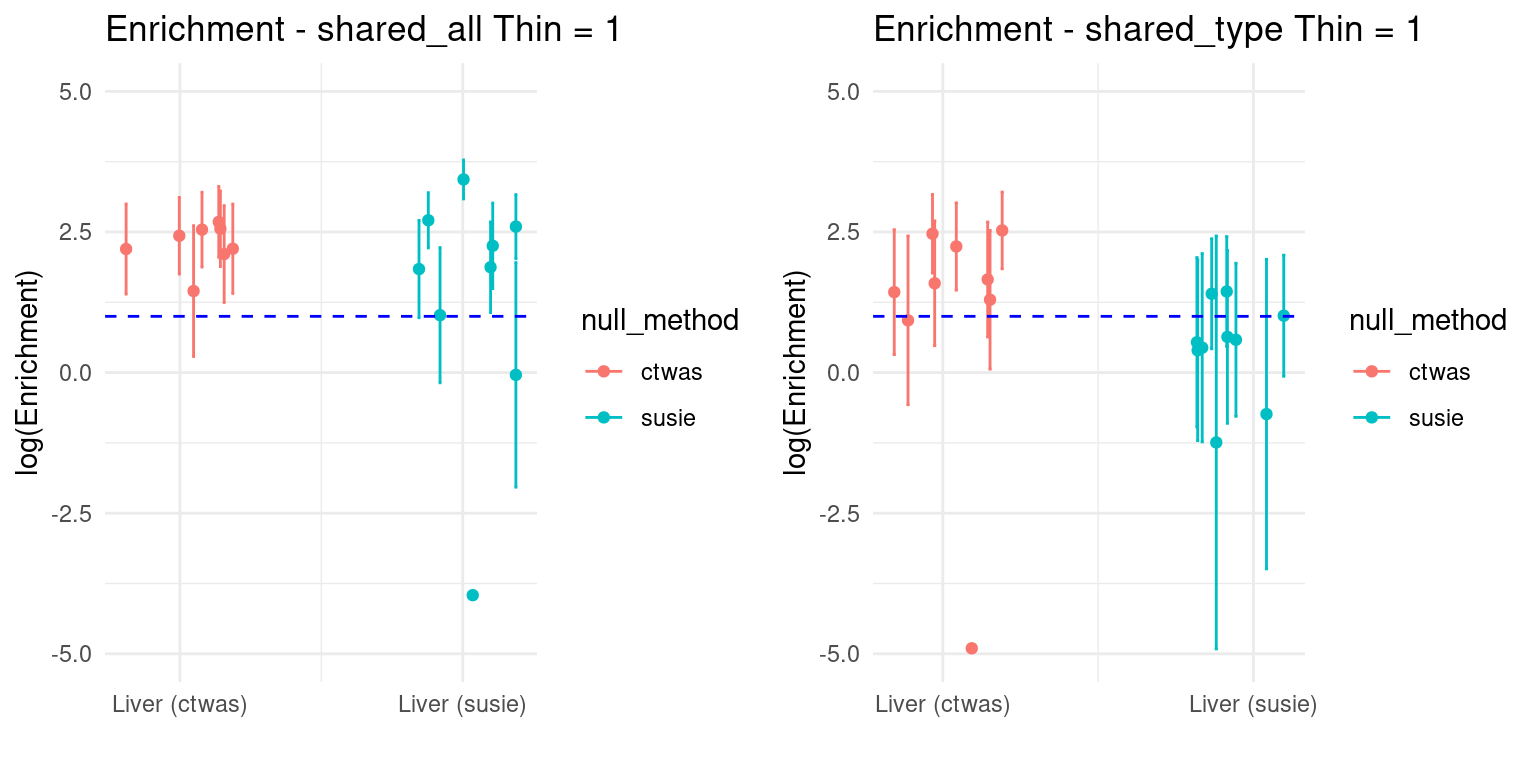 Enrichment - shared_all Thin = 1
log(Enrichment)
5.0
2.5
0.0
-2.5
-5.0
Liver (ctwas)
Liver (susie)
null_method
ctwas
susie
Enrichment - shared_type Thin = 1
log(Enrichment)
5.0
2.5
0.0
-2.5
-5.0
Liver (ctwas)
Liver (susie)
null_method
ctwas
susie